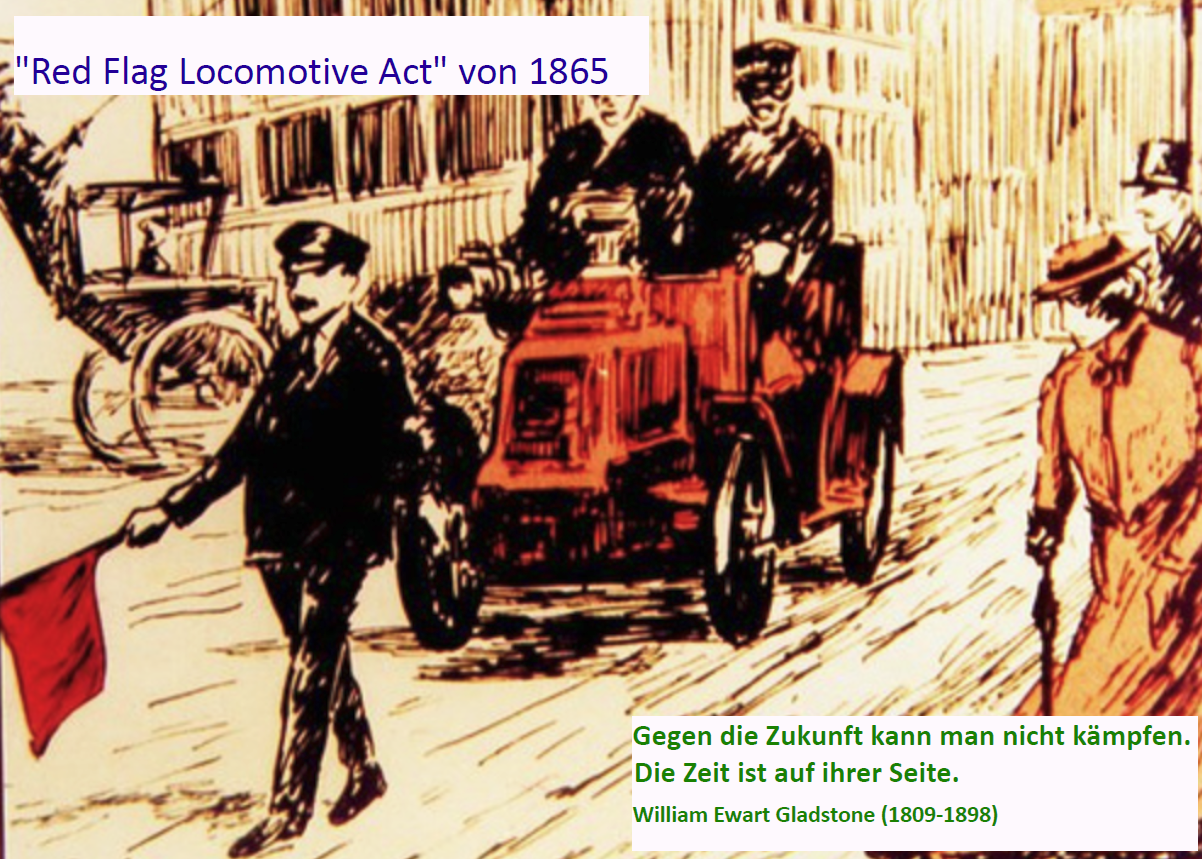 "Red Flag Locomotive Act" von 1865
Gegen die Zukunft kann man nicht kämpfen.
Die Zeit ist auf ihrer Seite.
William Ewart Gladstone (1809-1898)